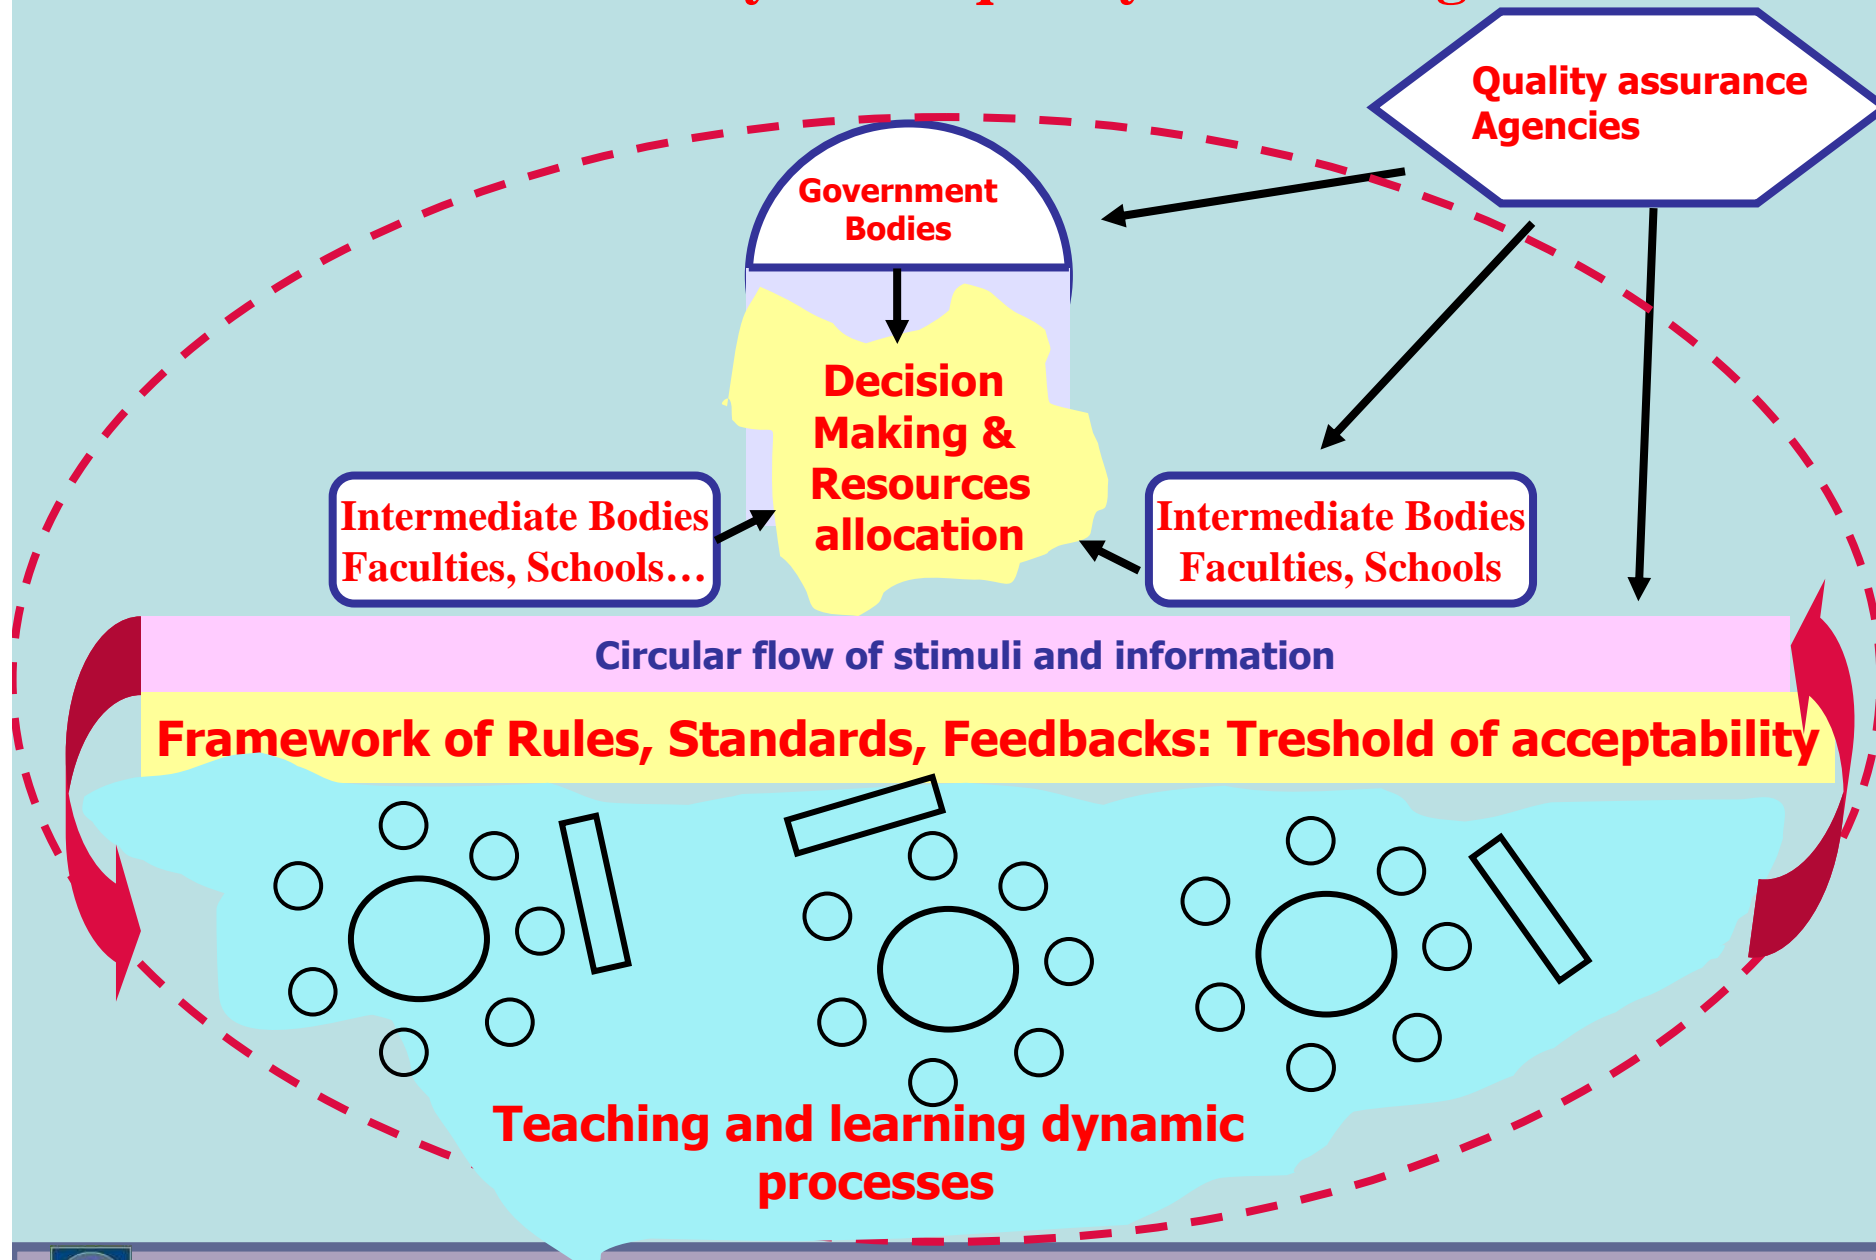 Quality assurance
Agencies
Government
Bodies
Decision
Making &
Resources
allocation
Intermediate Bodies
Faculties, Schools…
Intermediate Bodies
Faculties, Schools
Circular flow of stimuli and information
Framework of Rules, Standards, Feedbacks: Treshold of acceptability
Teaching and learning dynamic
processes